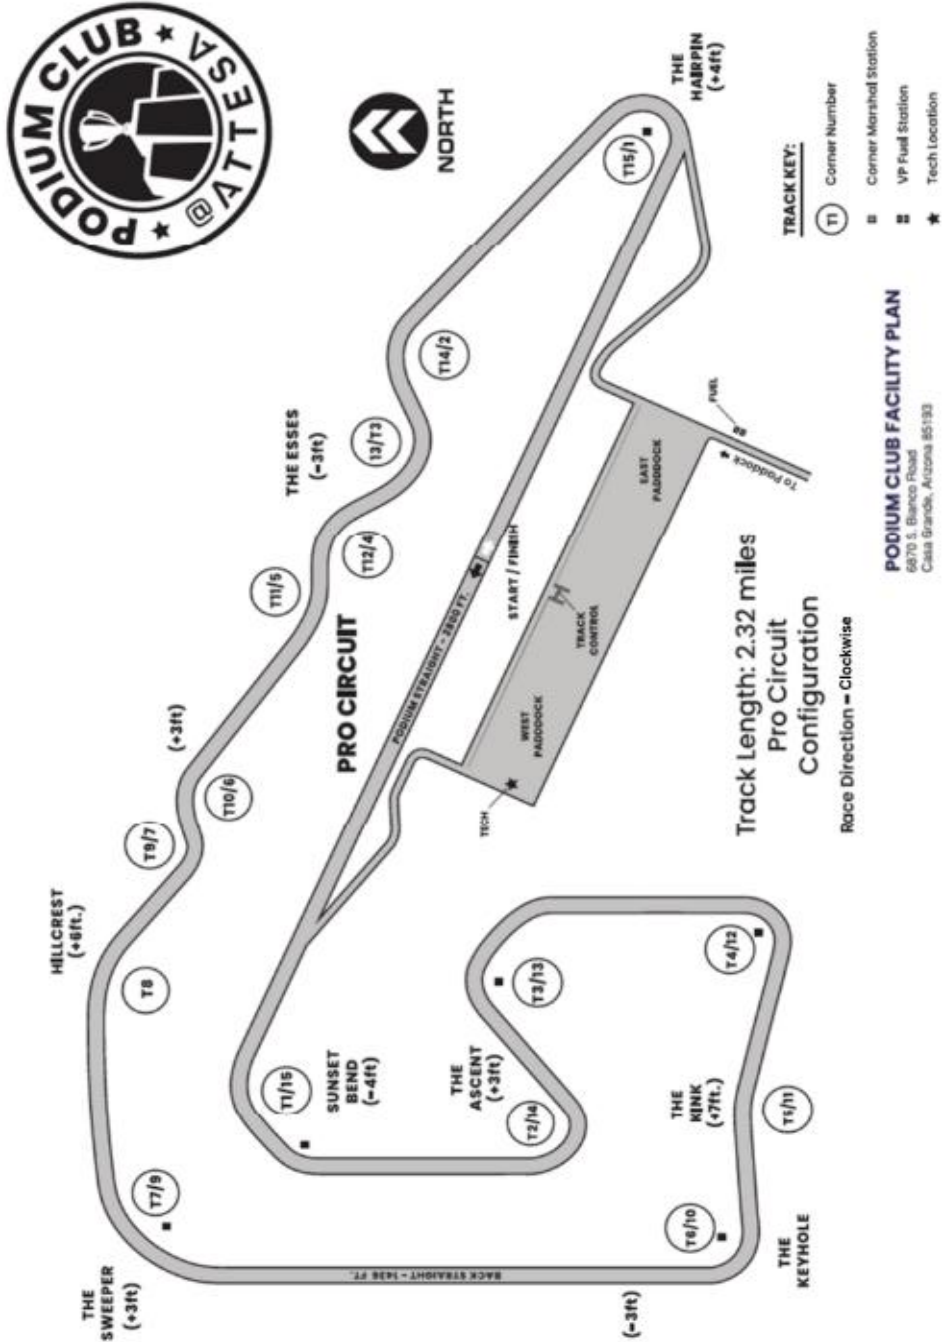 PODIUM CLUB
@ATTESA
NORTH
THE
HAIRPIN
(+4ft)
T15/1
TRACK KEY:
T1 Corner Number
Corner Marshal Station
VP Fuel Station
Tech Location
T14/2
THE ESSES
(-3ft)
13/T3
T12/4
T11/5
PRO CIRCUIT
START / FINISH
PODIUM STRAIGHT - 2800 FT.
FUEL
To Paddock
EAST
PADDDOCK
TRACK
CONTROL
WEST
PADDDOCK
TECH
(+3ft)
T10/6
T9/7
HILLCREST
(+6ft.)
T8
T1/15
SUNSET
BEND
(-4ft)
THE
ASCENT
(+3ft)
T3/13
T2/14
T4/12
THE
KINK
(+7ft.)
T5/11
T6/10
THE
KEYHOLE
(-3ft)
BACK STRAIGHT - 1436 FT.
T7/9
THE
SWEEPER
(+3ft)
Track Length: 2.32 miles
Pro Circuit
Configuration
Race Direction - Clockwise
PODIUM CLUB FACILITY PLAN
6870 S. Bianco Road
Casa Grande, Arizona 85193